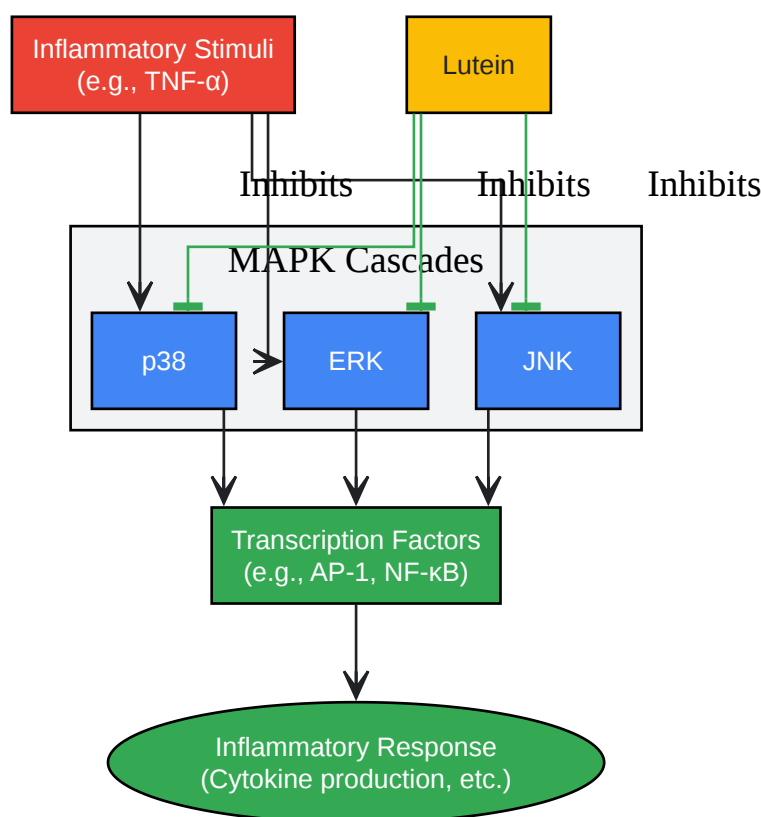 Inflammatory Stimuli
(e.g., TNF-α)
Lutein
Inhibits
Inhibits
Inhibits
MAPK Cascades
p38
ERK
JNK
Transcription Factors
(e.g., AP-1, NF-κB)
Inflammatory Response
(Cytokine production, etc.)